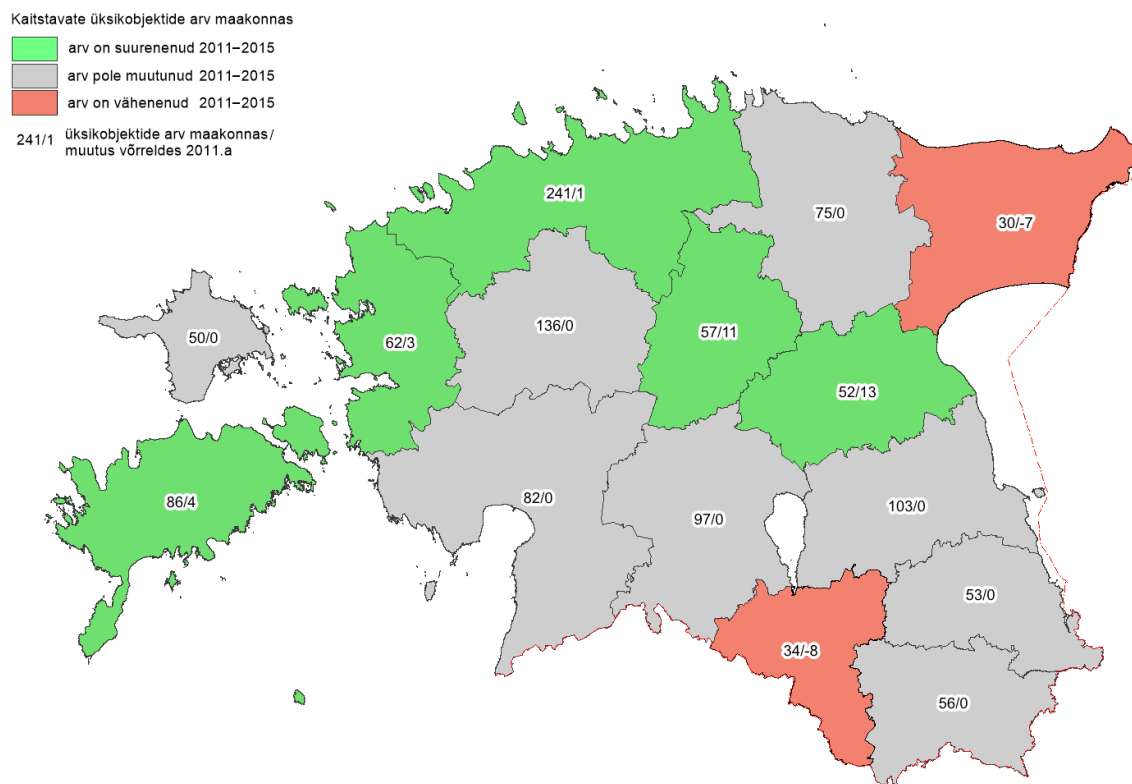 Kaitstavate üksikobjektide arv maakonnas
arv on suurenenud 2011–2015
arv pole muutunud 2011–2015
arv on vähenenud 2011–2015
241/1 üksikobjektide arv maakonnas/
muutus võrreldes 2011.a
241/1
75/0
30/-7
50/0
62/3
136/0
57/11
52/13
86/4
82/0
97/0
103/0
53/0
34/-8
56/0